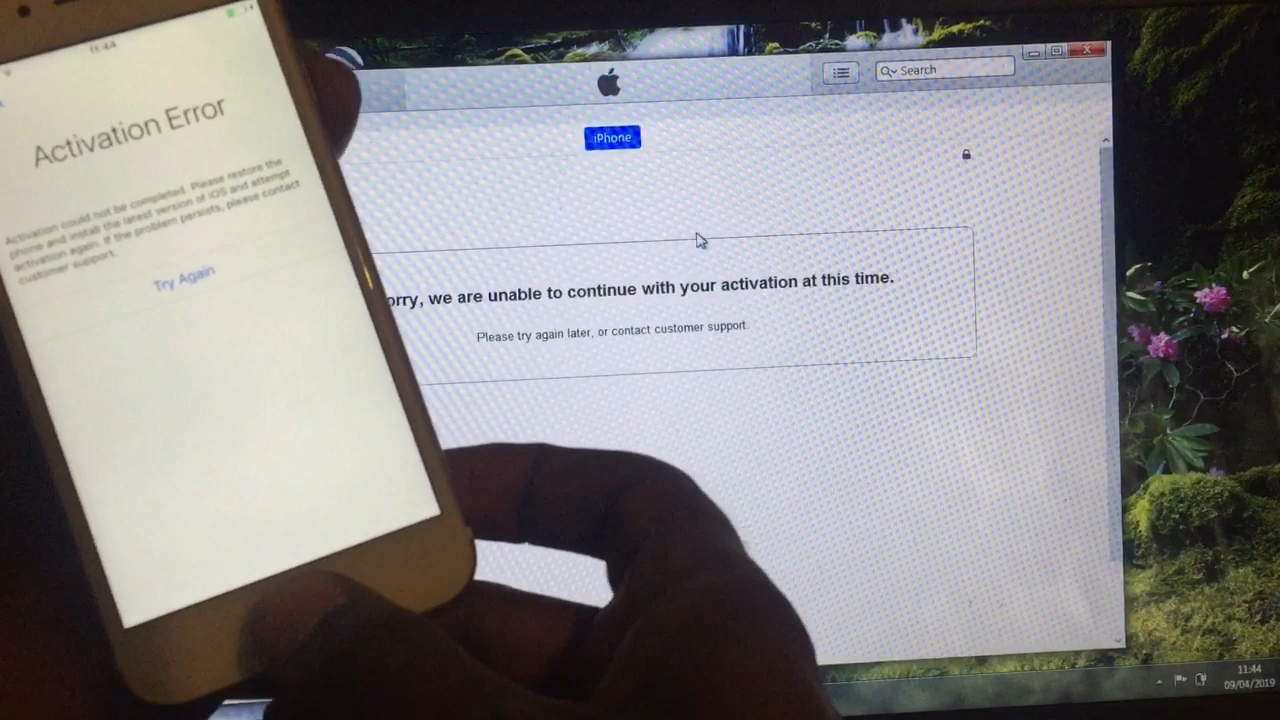 11:44
Activation Error
Activation could not be completed. Please restore the
phone and install the latest version of iOS and attempt
activation again. If the problem persists, please contact
customer support.
Try Again
Search
iPhone
orry, we are unable to continue with your activation at this time.
Please try again later, or contact customer support.
11:44
09/04/2019